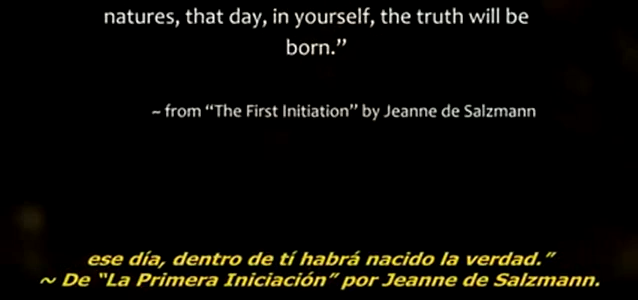 natures, that day, in yourself, the truth will be
born.”
~ from “The First Initiation” by Jeanne de Salzmann
ese día, dentro de tí habrá nacido la verdad.”
~ De “La Primera Iniciación” por Jeanne de Salzmann.